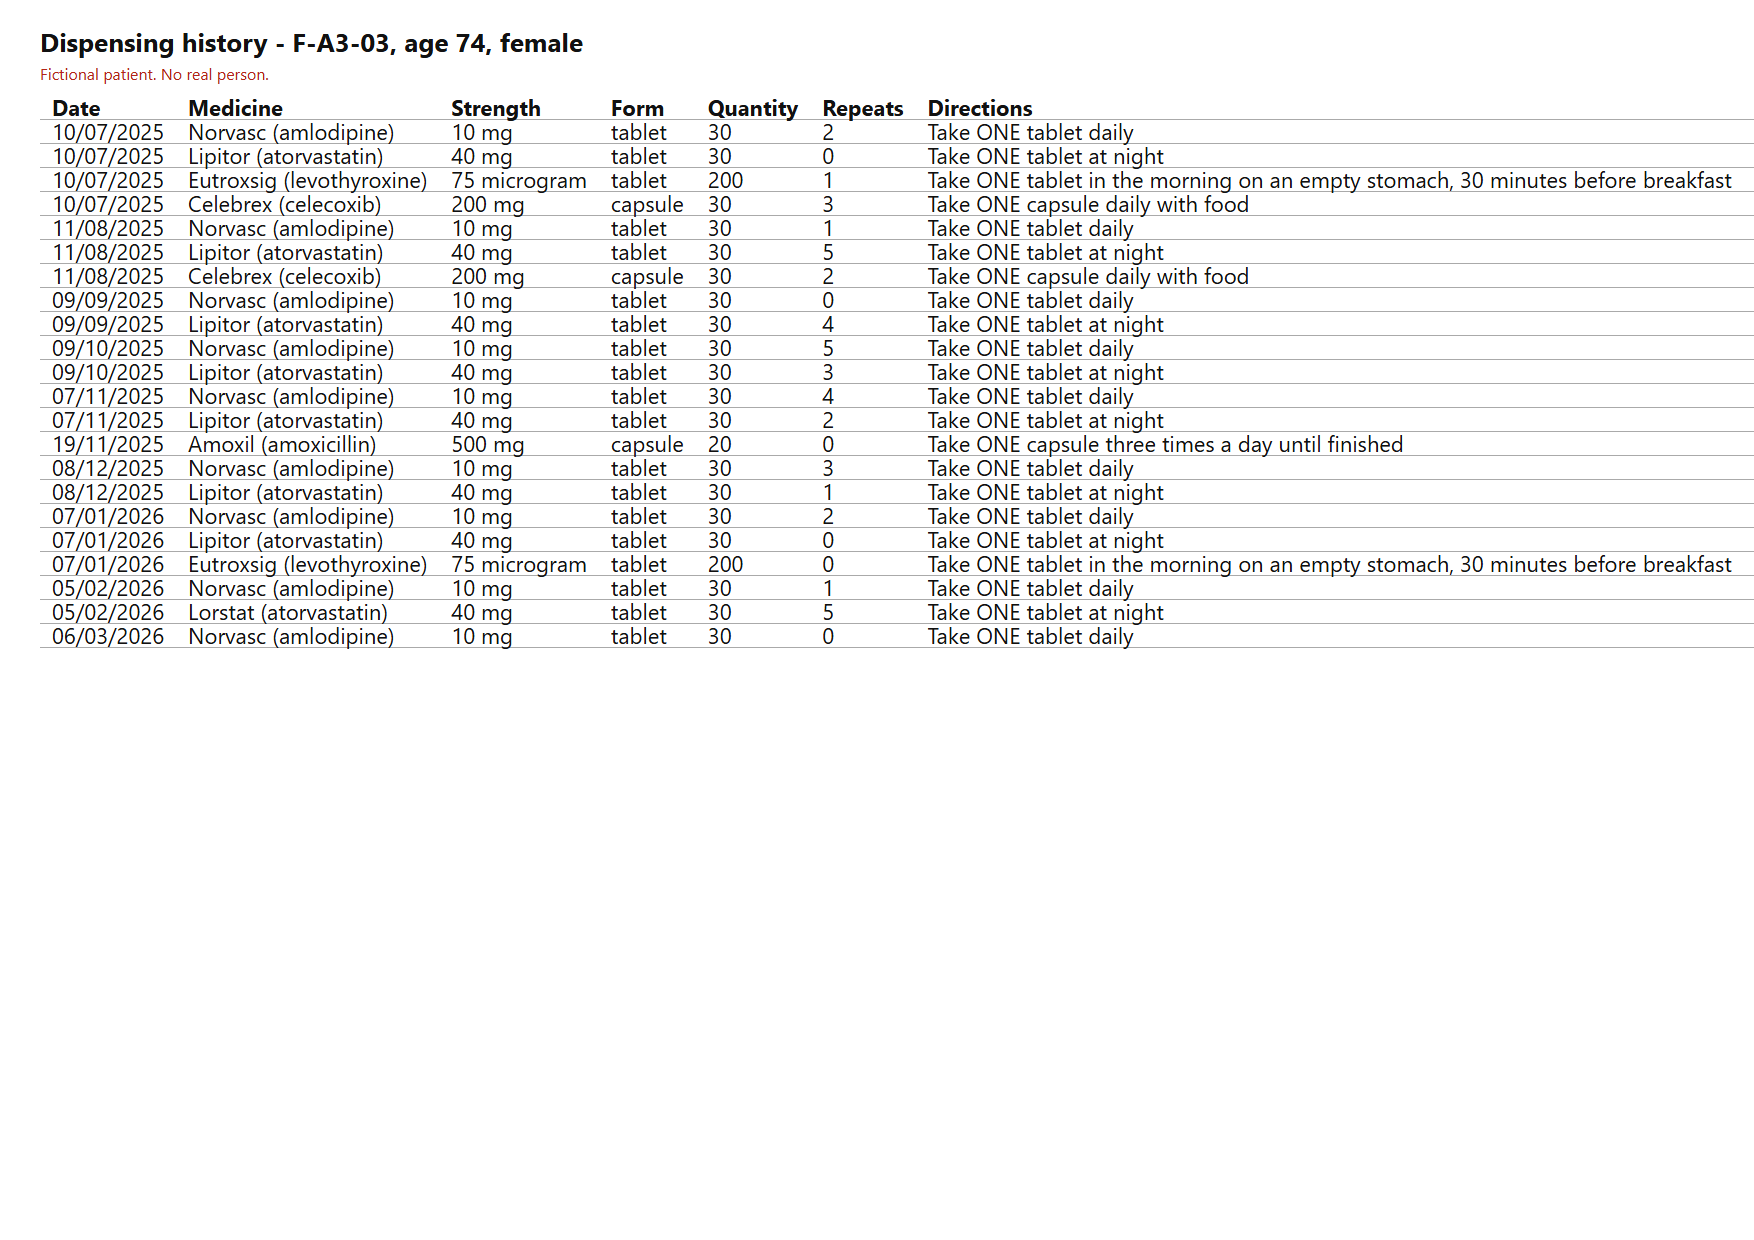 Dispensing history - F-A3-03, age 74, female
Fictional patient. No real person.
Date Medicine Strength Form Quantity Repeats Directions
10/07/2025 Norvasc (amlodipine) 10 mg tablet 30 2 Take ONE tablet daily
10/07/2025 Lipitor (atorvastatin) 40 mg tablet 30 0 Take ONE tablet at night
10/07/2025 Eutroxsig (levothyroxine) 75 microgram tablet 200 1 Take ONE tablet in the morning on an empty stomach, 30 minutes before breakfast
10/07/2025 Celebrex (celecoxib) 200 mg capsule 30 3 Take ONE capsule daily with food
11/08/2025 Norvasc (amlodipine) 10 mg tablet 30 1 Take ONE tablet daily
11/08/2025 Lipitor (atorvastatin) 40 mg tablet 30 5 Take ONE tablet at night
11/08/2025 Celebrex (celecoxib) 200 mg capsule 30 2 Take ONE capsule daily with food
09/09/2025 Norvasc (amlodipine) 10 mg tablet 30 0 Take ONE tablet daily
09/09/2025 Lipitor (atorvastatin) 40 mg tablet 30 4 Take ONE tablet at night
09/10/2025 Norvasc (amlodipine) 10 mg tablet 30 5 Take ONE tablet daily
09/10/2025 Lipitor (atorvastatin) 40 mg tablet 30 3 Take ONE tablet at night
07/11/2025 Norvasc (amlodipine) 10 mg tablet 30 4 Take ONE tablet daily
07/11/2025 Lipitor (atorvastatin) 40 mg tablet 30 2 Take ONE tablet at night
19/11/2025 Amoxil (amoxicillin) 500 mg capsule 20 0 Take ONE capsule three times a day until finished
08/12/2025 Norvasc (amlodipine) 10 mg tablet 30 3 Take ONE tablet daily
08/12/2025 Lipitor (atorvastatin) 40 mg tablet 30 1 Take ONE tablet at night
07/01/2026 Norvasc (amlodipine) 10 mg tablet 30 2 Take ONE tablet daily
07/01/2026 Lipitor (atorvastatin) 40 mg tablet 30 0 Take ONE tablet at night
07/01/2026 Eutroxsig (levothyroxine) 75 microgram tablet 200 0 Take ONE tablet in the morning on an empty stomach, 30 minutes before breakfast
05/02/2026 Norvasc (amlodipine) 10 mg tablet 30 1 Take ONE tablet daily
05/02/2026 Lorstat (atorvastatin) 40 mg tablet 30 5 Take ONE tablet at night
06/03/2026 Norvasc (amlodipine) 10 mg tablet 30 0 Take ONE tablet daily